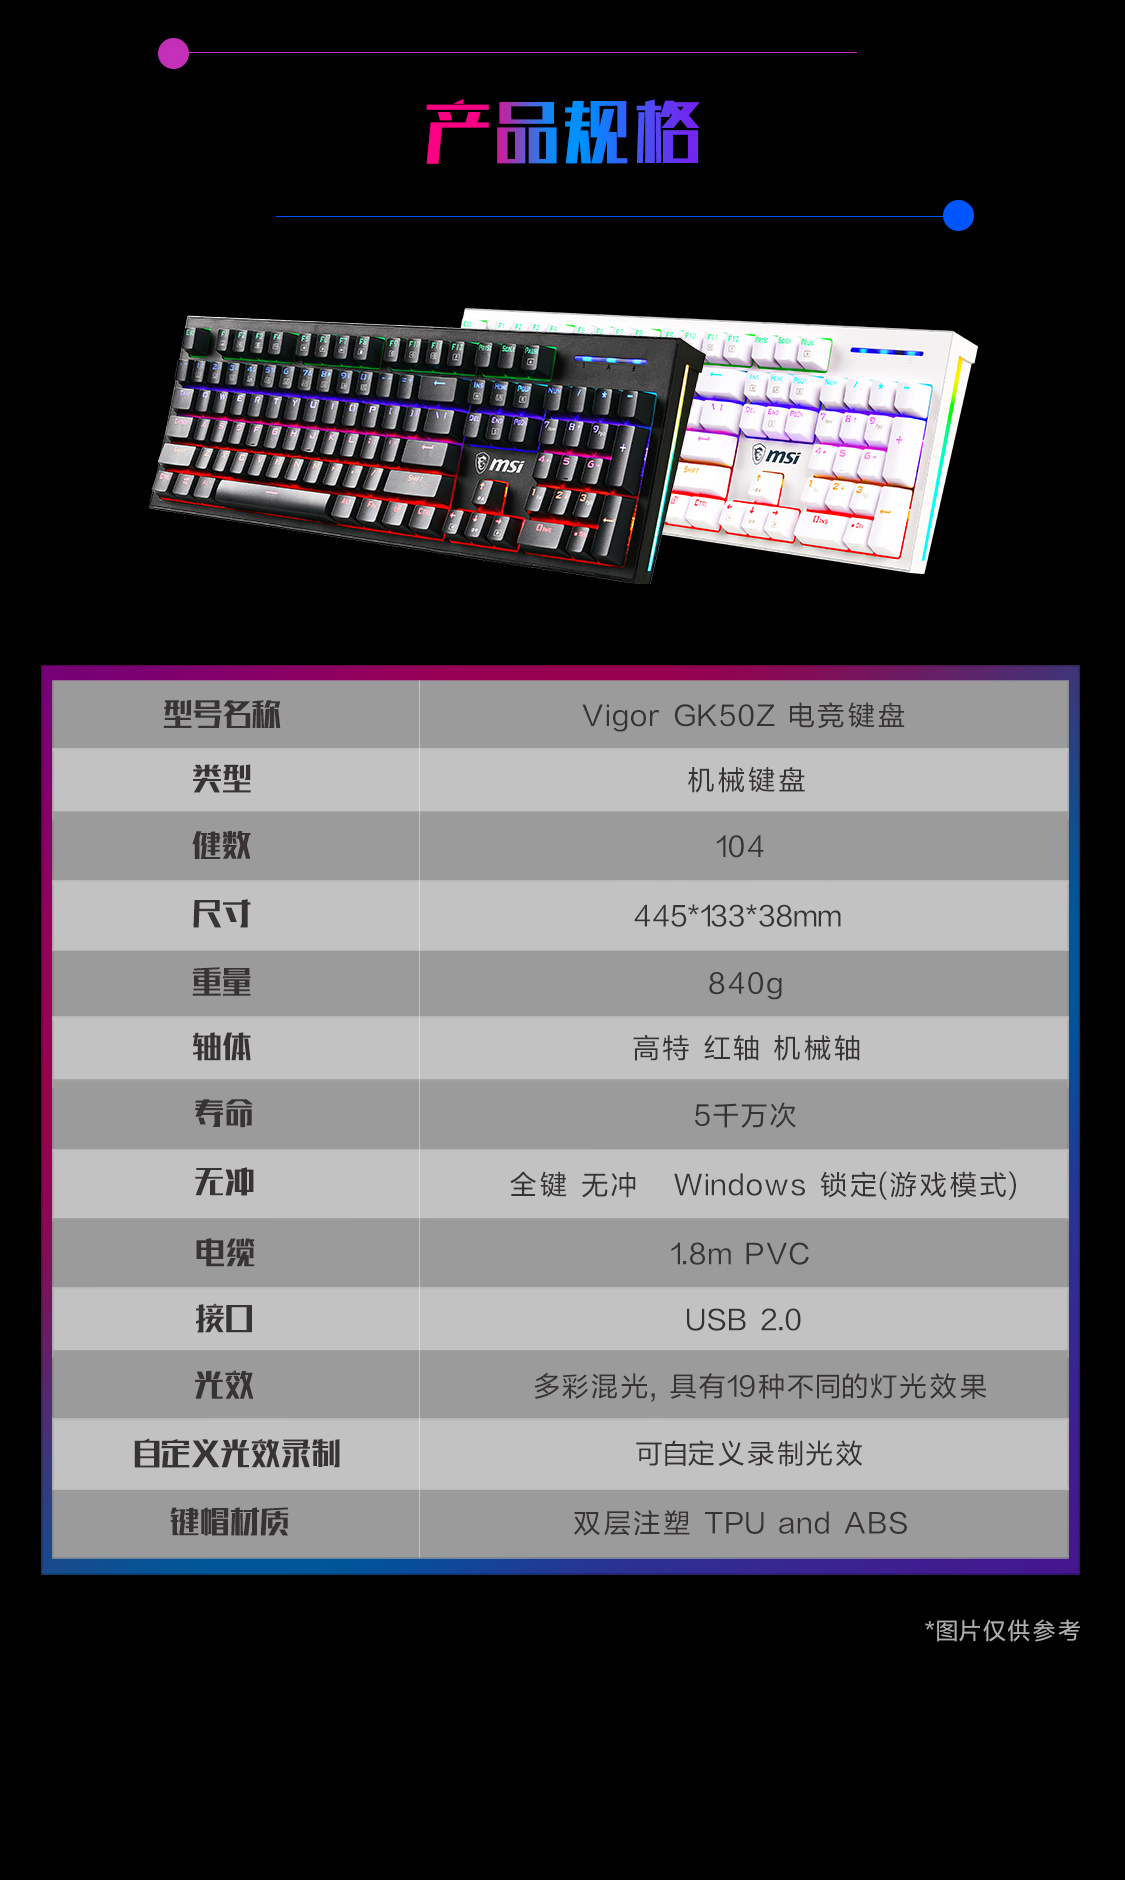 产品规格
msi
msi
型号名称 Vigor GK50Z 电竞键盘
类型 机械键盘
健数 104
尺寸 445*133*38mm
重量 840g
轴体 高特 红轴 机械轴
寿命 5千万次
无冲 全键 无冲 Windows 锁定(游戏模式)
电缆 1.8m PVC
接口 USB 2.0
光效 多彩混光, 具有19种不同的灯光效果
自定义光效录制 可自定义录制光效
键帽材质 双层注塑 TPU and ABS
*图片仅供参考